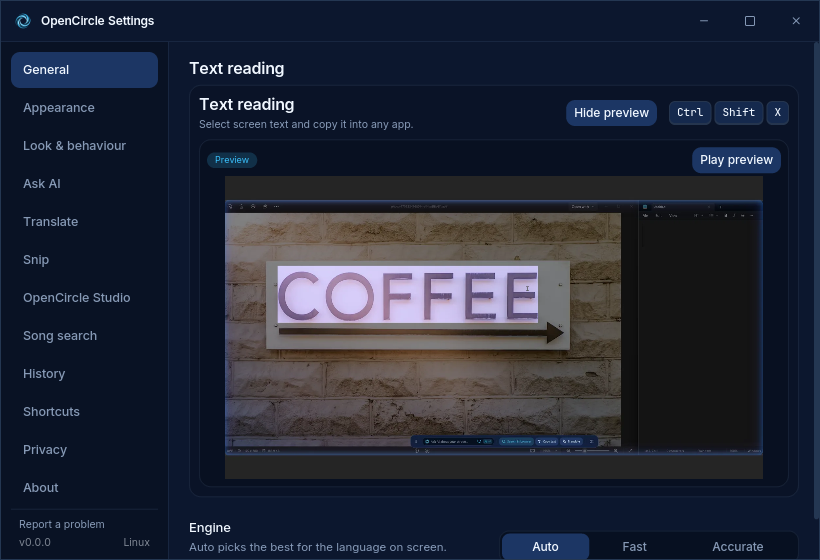 OpenCircle Settings
General
Appearance
Look & behaviour
Ask AI
Translate
Snip
OpenCircle Studio
Song search
History
Shortcuts
Privacy
About
Report a problem
v0.0.0 Linux
Text reading
Text reading
Select screen text and copy it into any app.
Hide preview Ctrl Shift X
Preview
Play preview
COFFEE
Engine
Auto picks the best for the language on screen.
Auto Fast Accurate